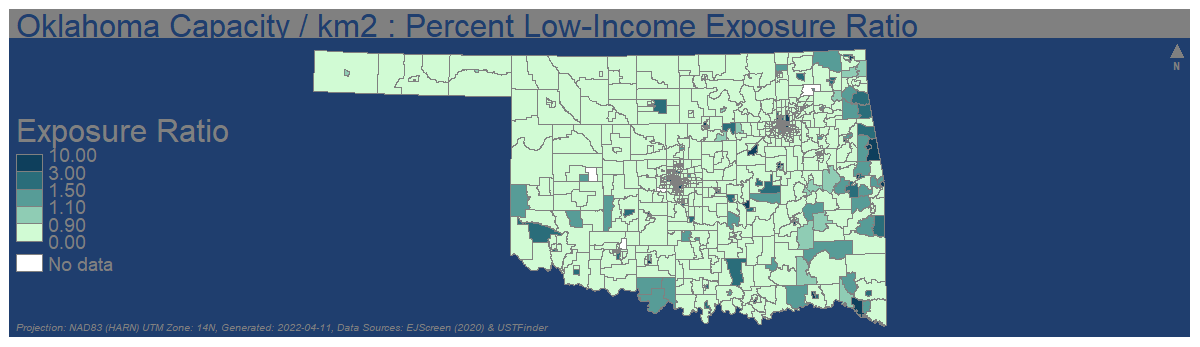 Oklahoma Capacity / km2 : Percent Low-Income Exposure Ratio
N
Exposure Ratio
10.00
3.00
1.50
1.10
0.90
0.00
No data
Projection: NAD83 (HARN) UTM Zone: 14N, Generated: 2022-04-11, Data Sources: EJScreen (2020) & USTFinder